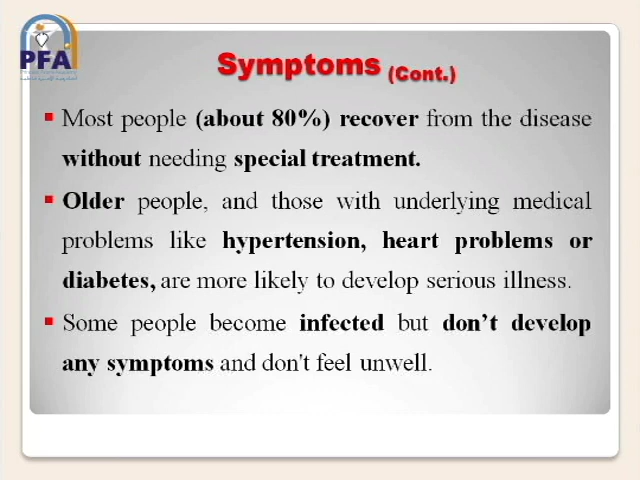 PFA
Symptoms (Cont.)
Most people (about 80%) recover from the disease
without needing special treatment.
Older people, and those with underlying medical
problems like hypertension, heart problems or
diabetes, are more likely to develop serious illness.
Some people become infected but don’t develop
any symptoms and don't feel unwell.